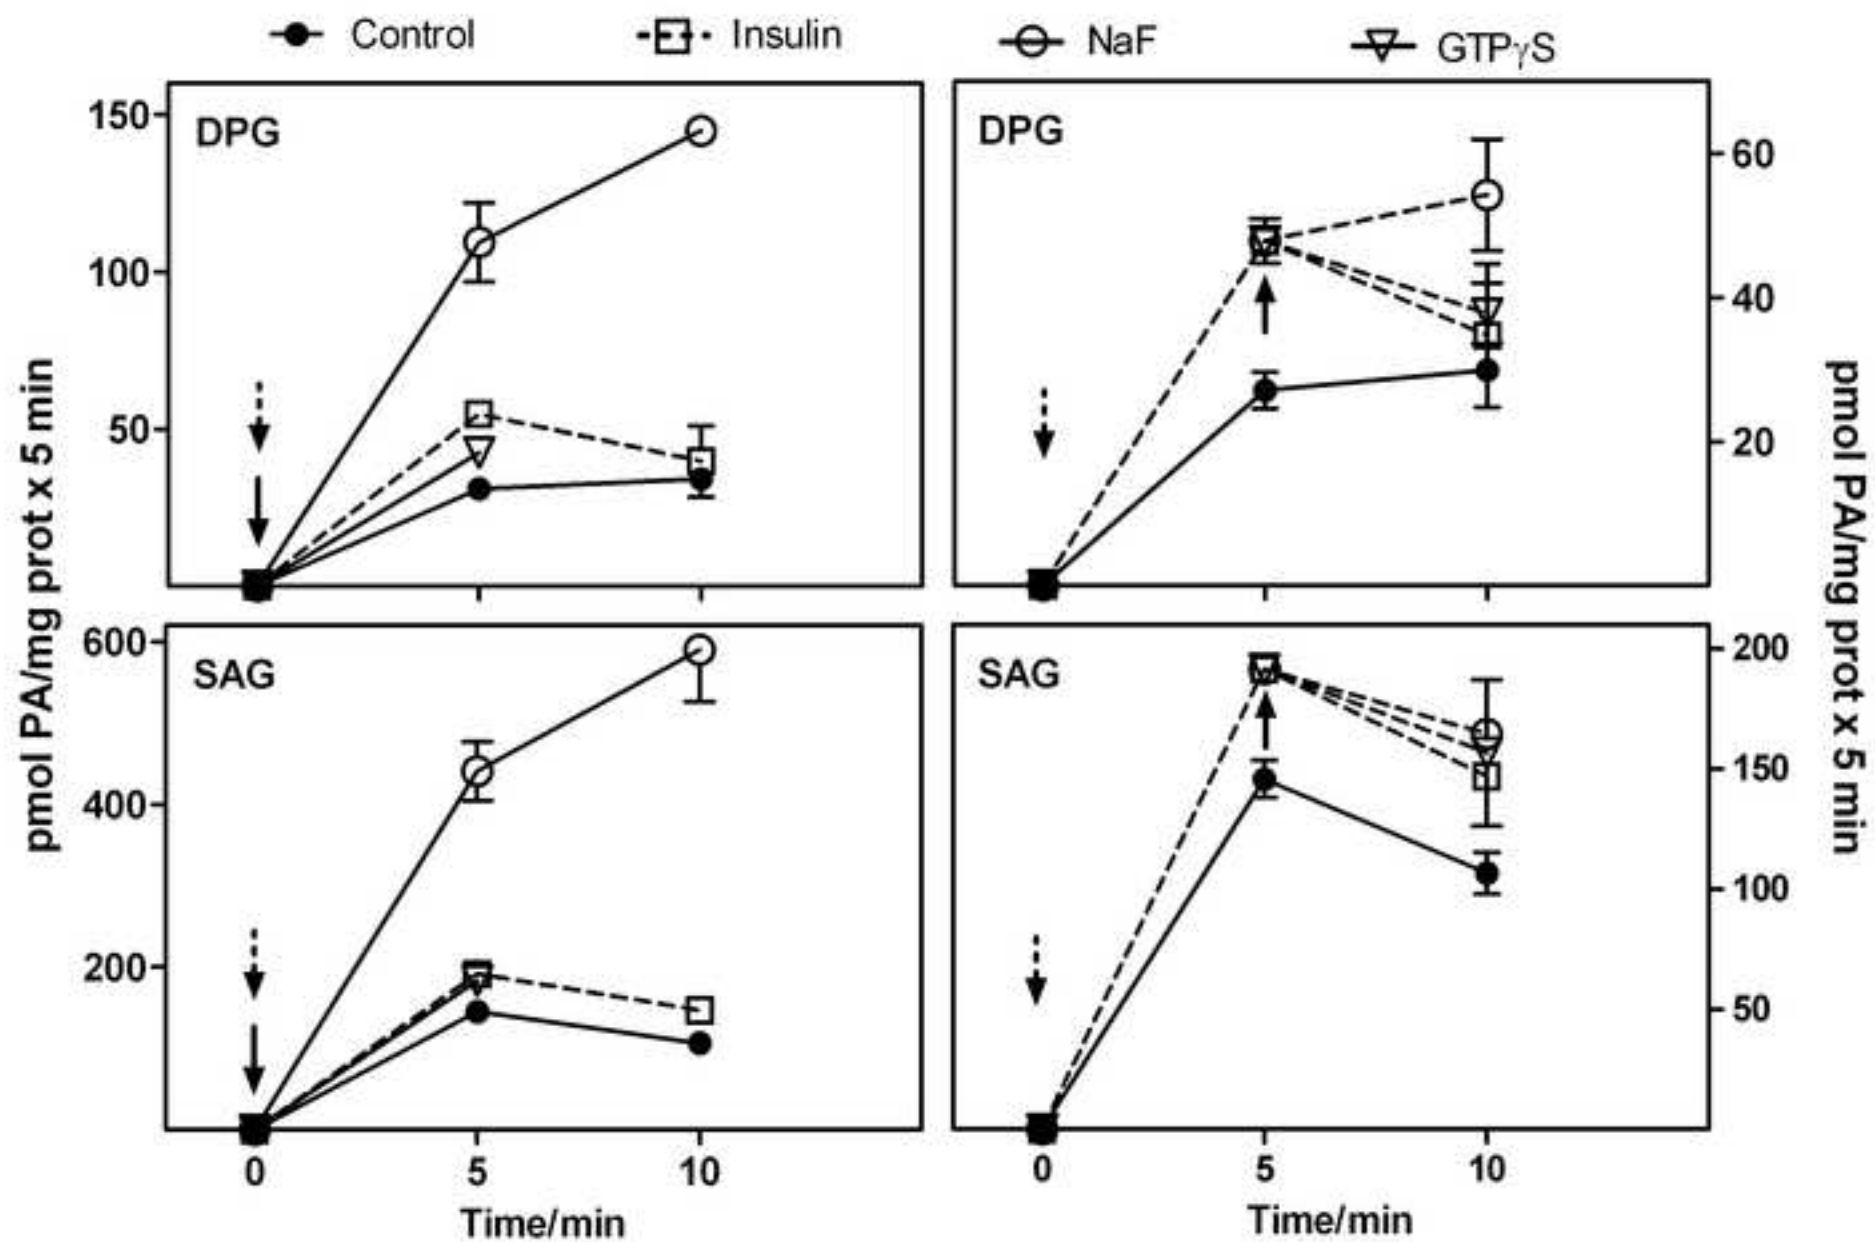 Control Insulin NaF GTPγS
DPG
150
100
50
DPG
60
40
20
SAG
600
400
200
SAG
200
150
100
50
pmol PA/mg prot x 5 min
pmol PA/mg prot x 5 min
0 5 10
0 5 10
Time/min
Time/min